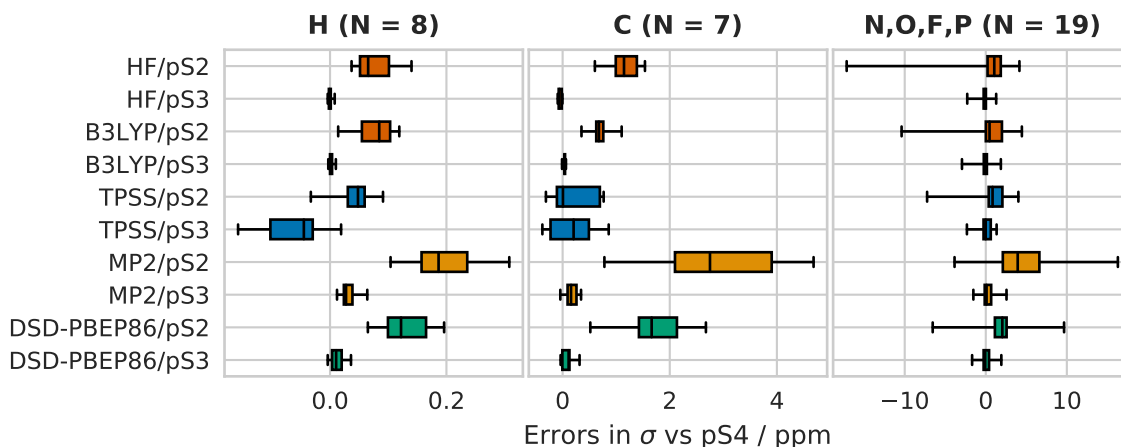 H (N = 8) C (N = 7) N,O,F,P (N = 19)
HF/pS2
HF/pS3
B3LYP/pS2
B3LYP/pS3
TPSS/pS2
TPSS/pS3
MP2/pS2
MP2/pS3
DSD-PBEP86/pS2
DSD-PBEP86/pS3
0.0 0.2 0 2 4 −10 0 10
Errors in σ vs pS4 / ppm